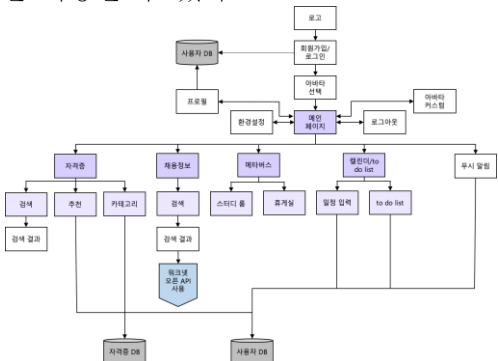 로고
회원가입/
로그인
사용자 DB
아바타
선택
프로필
아바타
커스텀
환경설정
메인
페이지
로그아웃
자격증
채용정보
메타버스
캘린더/to
do list
푸시 알림
검색
추천
카테고리
검색
스터디 룸
휴게실
일정 입력
to do list
검색 결과
검색 결과
워크넷
오픈 API
사용
자격증 DB
사용자 DB